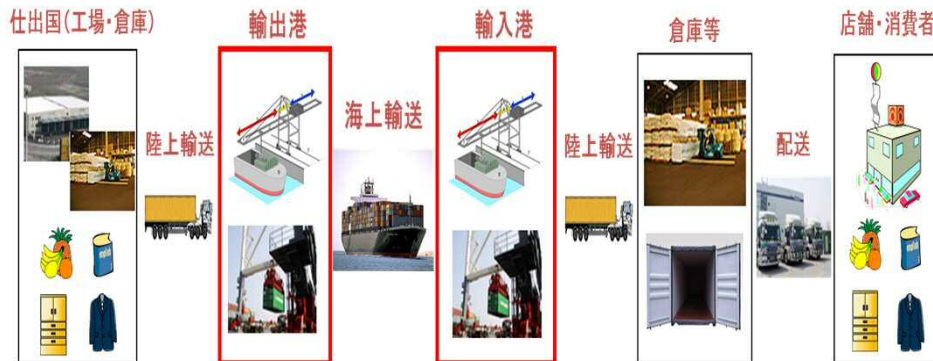 仕出国(工場・倉庫)
輸出港
輸入港
倉庫等
店舗・消費者
陸上輸送
海上輸送
陸上輸送
配送